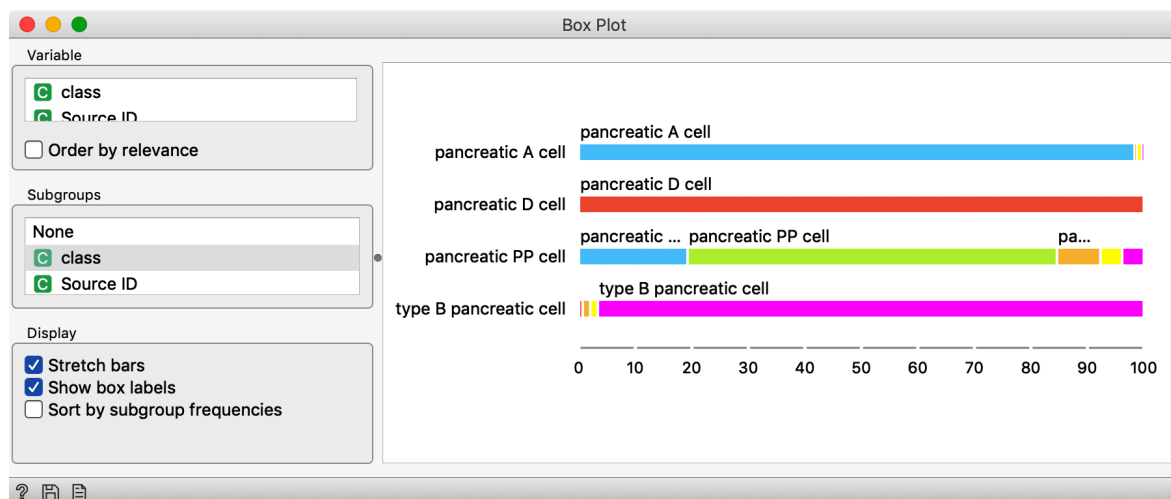 Box Plot
Variable
C class
C Source ID
Order by relevance
Subgroups
None
C class
C Source ID
Display
Stretch bars
Show box labels
Sort by subgroup frequencies
pancreatic A cell
pancreatic A cell
pancreatic D cell
pancreatic D cell
pancreatic ... pancreatic PP cell pa...
pancreatic PP cell
type B pancreatic cell
type B pancreatic cell
0 10 20 30 40 50 60 70 80 90 100
?